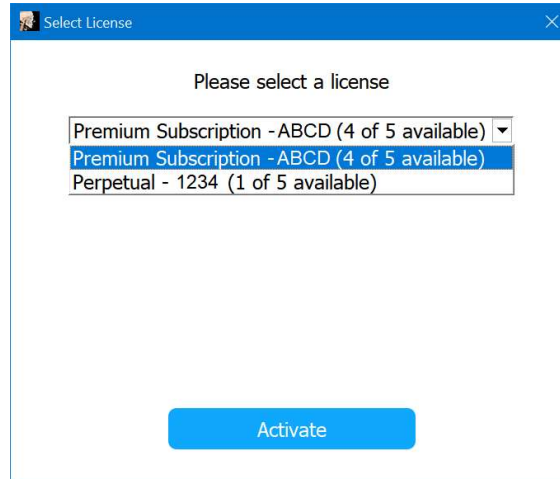 Select License
Please select a license
Premium Subscription - ABCD (4 of 5 available)
Premium Subscription - ABCD (4 of 5 available)
Perpetual - 1234 (1 of 5 available)
Activate